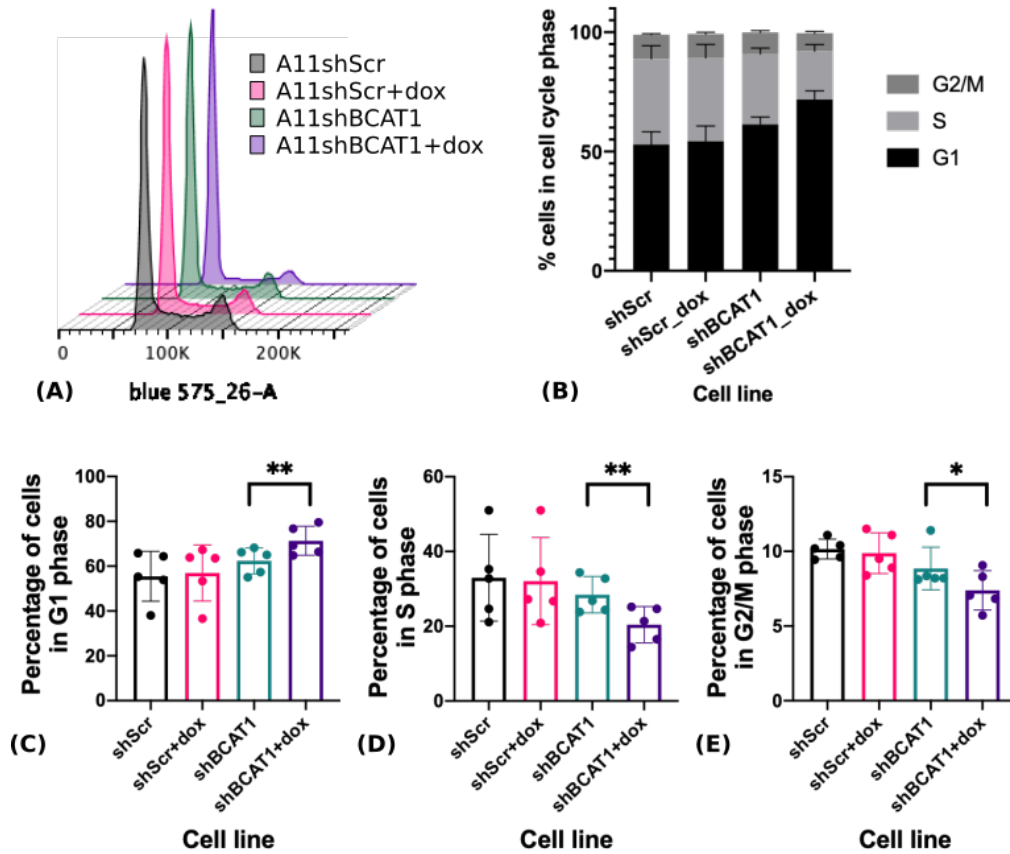 A11shScr
A11shScr+dox
A11shBCAT1
A11shBCAT1+dox
0
100K
200K
(A)
blue 575_26-A
% cells in cell cycle phase
100
50
0
G2/M
S
G1
shScr
shScr_dox
shBCAT1
shBCAT1_dox
(B)
Cell line
Percentage of cells
in G1 phase
100
80
60
40
20
0
**
shScr
shScr+dox
shBCAT1
shBCAT1+dox
(C)
Cell line
Percentage of cells
in S phase
60
40
20
0
**
shScr
shScr+dox
shBCAT1
shBCAT1+dox
(D)
Cell line
Percentage of cells
in G2/M phase
15
10
5
0
*
shScr
shScr+dox
shBCAT1
shBCAT1+dox
(E)
Cell line